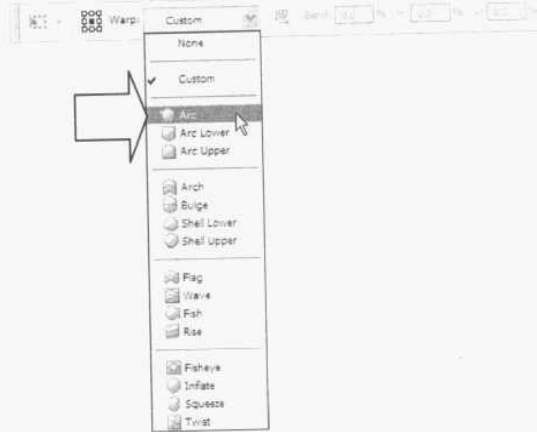 Warp: Custom
None
Custom
Arc
Arc Lower
Arc Upper
Arch
Bulge
Shell Lower
Shell Upper
Flag
Wave
Fish
Rise
Fisheye
Inflate
Squeeze
Twist